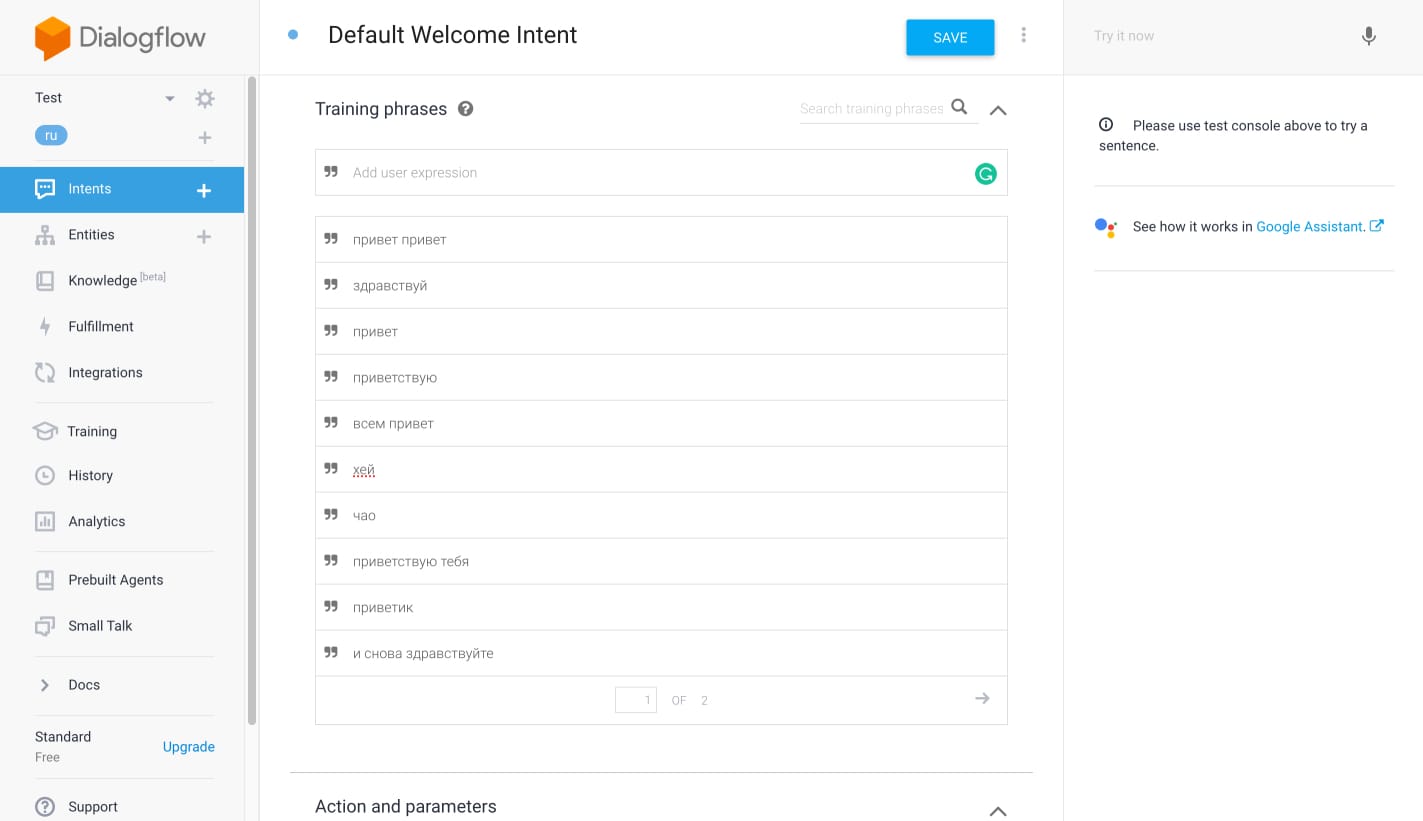 Dialogflow
Default Welcome Intent
SAVE
Try it now
Test
ru
Intents
Entities
Knowledge [beta]
Fulfillment
Integrations
Training
History
Analytics
Prebuilt Agents
Small Talk
Docs
Standard
Free
Upgrade
Support
Training phrases
Search training phrases
Add user expression
привет привет
здравствуй
привет
приветствую
всем привет
хей
чао
приветствую тебя
приветик
и снова здравствуйте
1 OF 2
Action and parameters
Please use test console above to try a
sentence.
See how it works in Google Assistant.